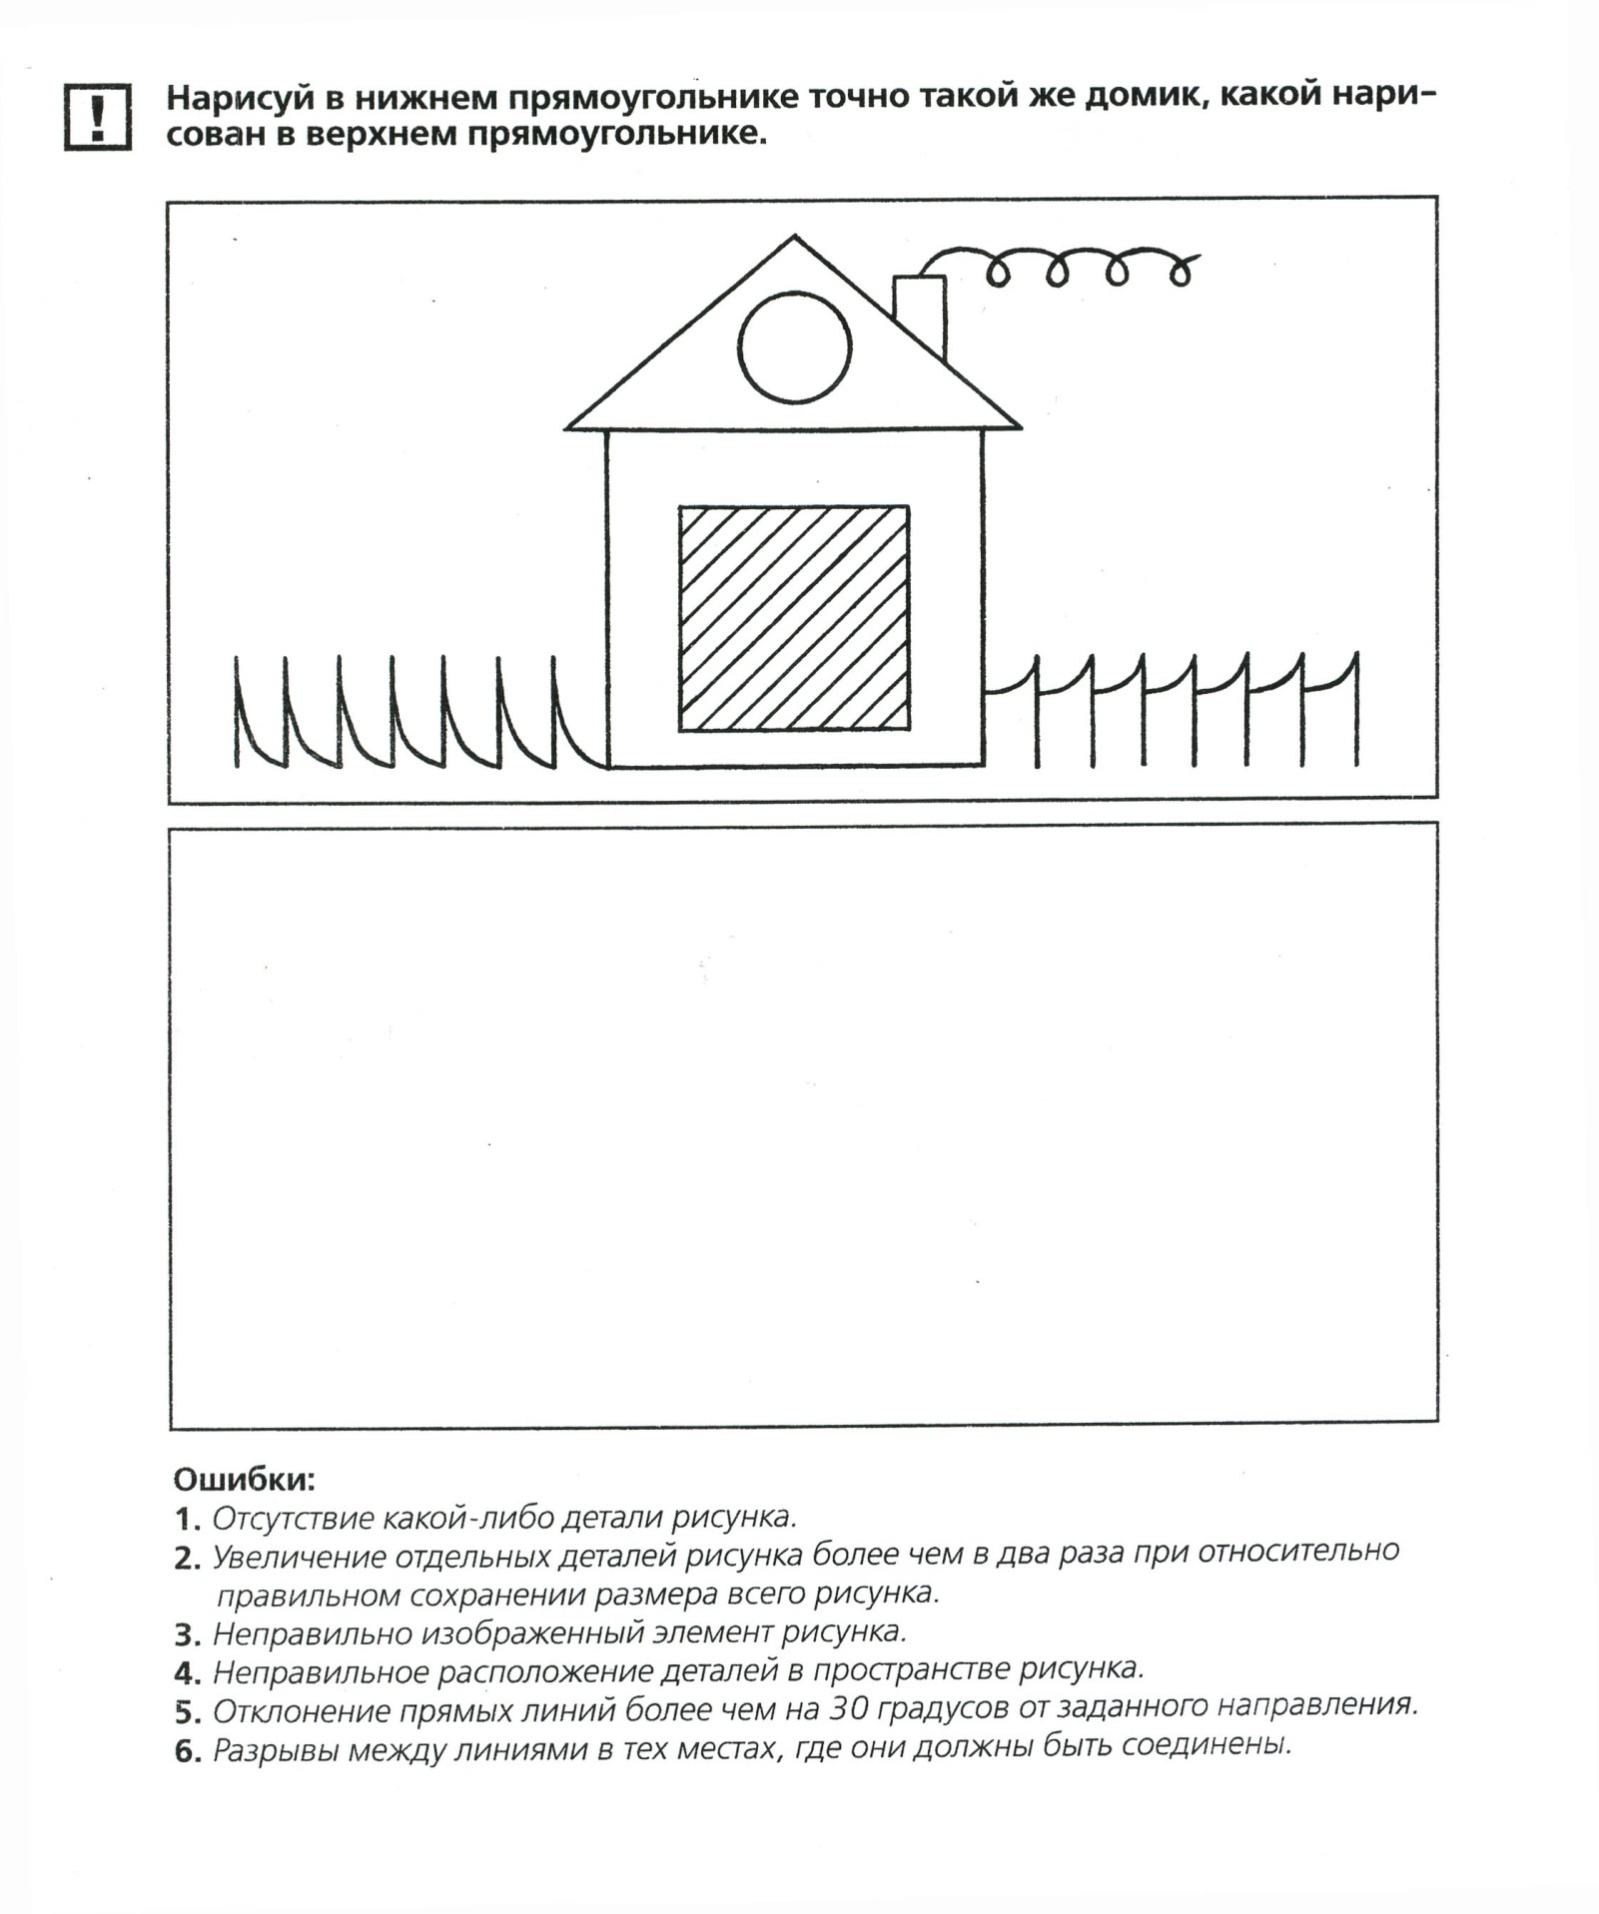 !
Нарисуй в нижнем прямоугольнике точно такой же домик, какой нари-
сован в верхнем прямоугольнике.
Ошибки:
1. Отсутствие какой-либо детали рисунка.
2. Увеличение отдельных деталей рисунка более чем в два раза при относительно
правильном сохранении размера всего рисунка.
3. Неправильно изображенный элемент рисунка.
4. Неправильное расположение деталей в пространстве рисунка.
5. Отклонение прямых линий более чем на 30 градусов от заданного направления.
6. Разрывы между линиями в тех местах, где они должны быть соединены.